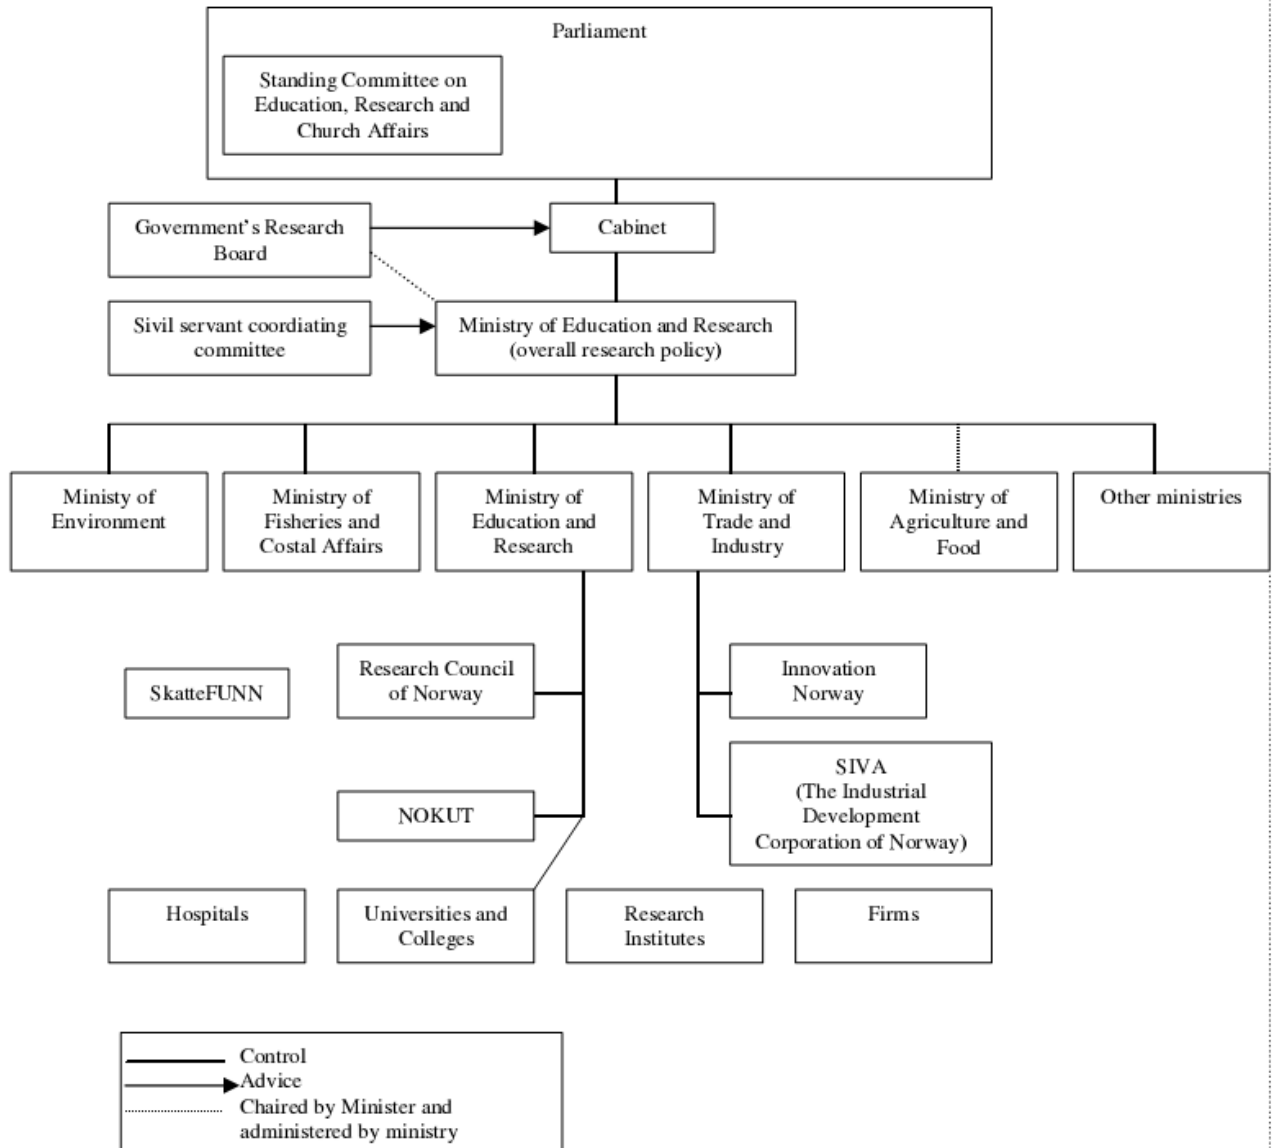 Parliament
Standing Committee on
Education, Research and
Church Affairs
Government’s Research
Board
Cabinet
Sivil servant coordiating
committee
Ministry of Education and Research
(overall research policy)
Ministy of
Environment
Ministry of
Fisheries and
Costal Affairs
Ministry of
Education and
Research
Ministry of
Trade and
Industry
Ministry of
Agriculture and
Food
Other ministries
SkatteFUNN
Research Council
of Norway
Innovation
Norway
NOKUT
SIVA
(The Industrial
Development
Corporation of Norway)
Hospitals
Universities and
Colleges
Research
Institutes
Firms
Control
Advice
Chaired by Minister and
administered by ministry